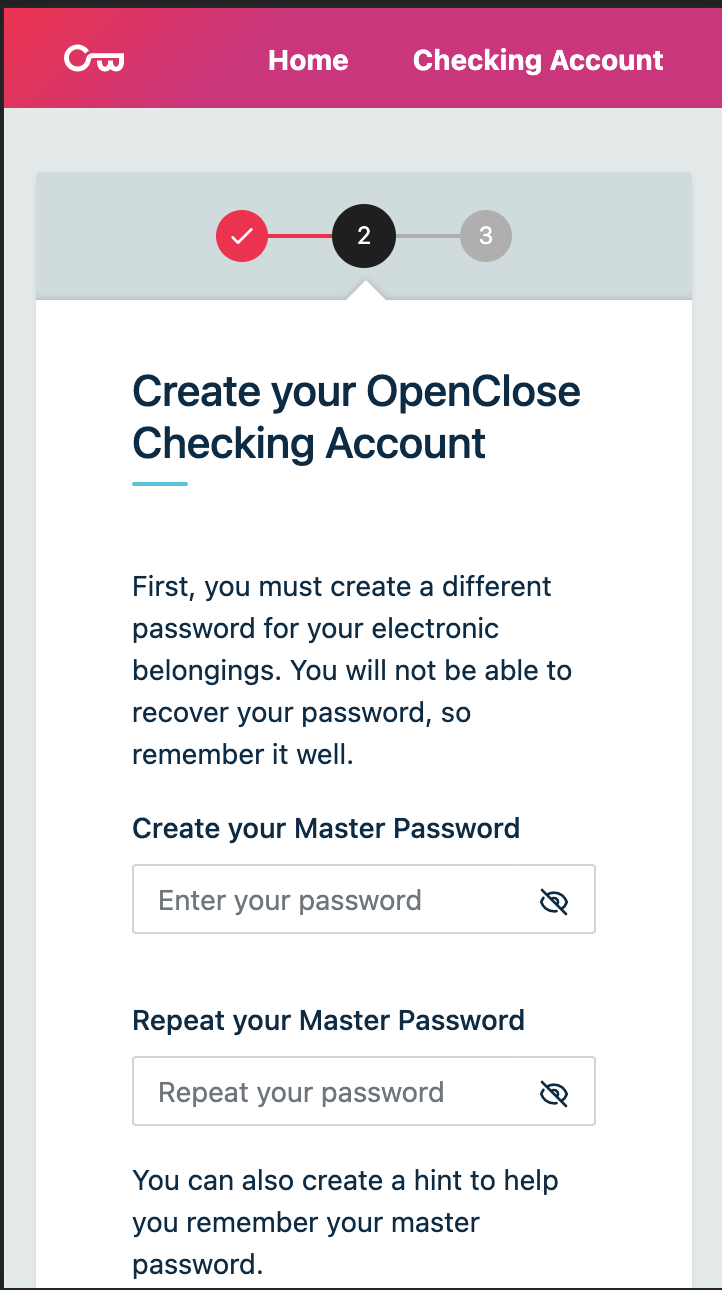 Home Checking Account
2 3
Create your OpenClose
Checking Account
First, you must create a different
password for your electronic
belongings. You will not be able to
recover your password, so
remember it well.
Create your Master Password
Enter your password
Repeat your Master Password
Repeat your password
You can also create a hint to help
you remember your master
password.